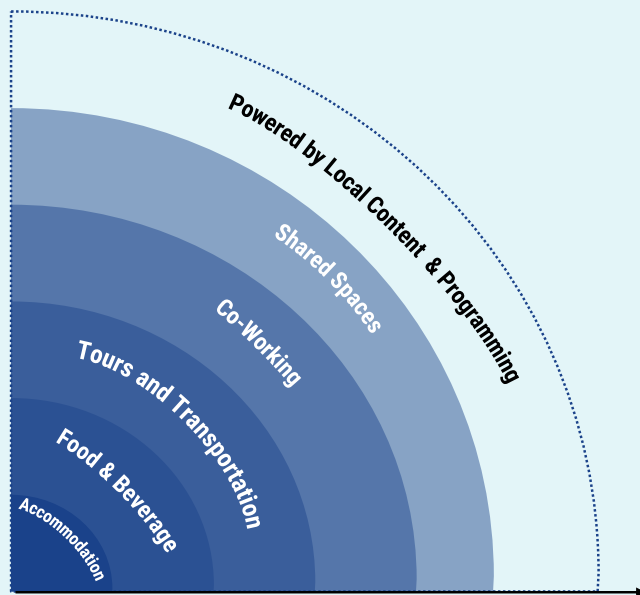 Powered by Local Content & Programming
Shared Spaces
Co-Working
Tours and Transportation
Food & Beverage
Accommodation